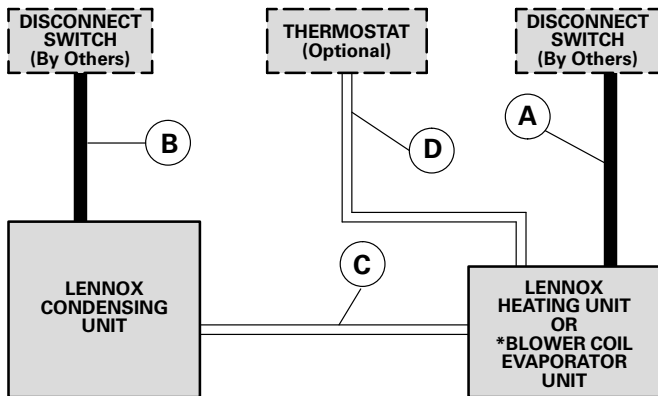 DISCONNECT
SWITCH
(By Others)
THERMOSTAT
(Optional)
DISCONNECT
SWITCH
(By Others)
B
D
A
C
LENNOX
CONDENSING
UNIT
LENNOX
HEATING UNIT
OR
*BLOWER COIL
EVAPORATOR
UNIT